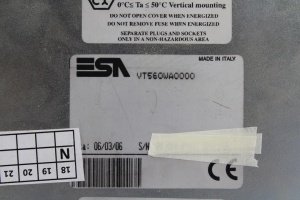 εx
0°C≤ Ta ≤ 50°C Vertical mounting
DO NOT OPEN COVER WHEN ENERGIZED
DO NOT REMOVE FUSE WHEN ENERGIZED
SEPARATE PLUGS AND SOCKETS
ONLY IN A NON-HAZARDOUS AREA
ESA
MADE IN ITALY
VT560WA0000
a: 06/03/06 S/N
CE
N
18 19 20 21